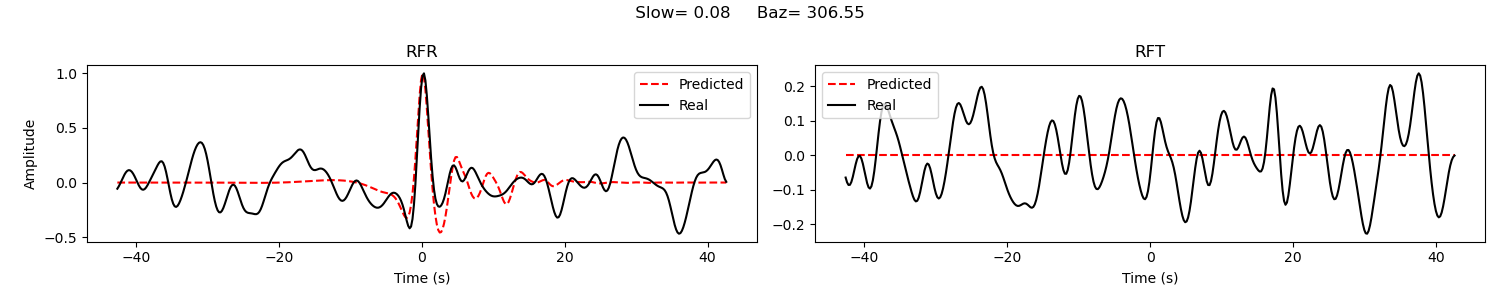 Slow= 0.08     Baz= 306.55
RFR
RFT
Amplitude
1.0
0.5
0.0
−0.5
Predicted
Real
−40
−20
0
20
40
Time (s)
0.2
0.1
0.0
−0.1
−0.2
Predicted
Real
−40
−20
0
20
40
Time (s)